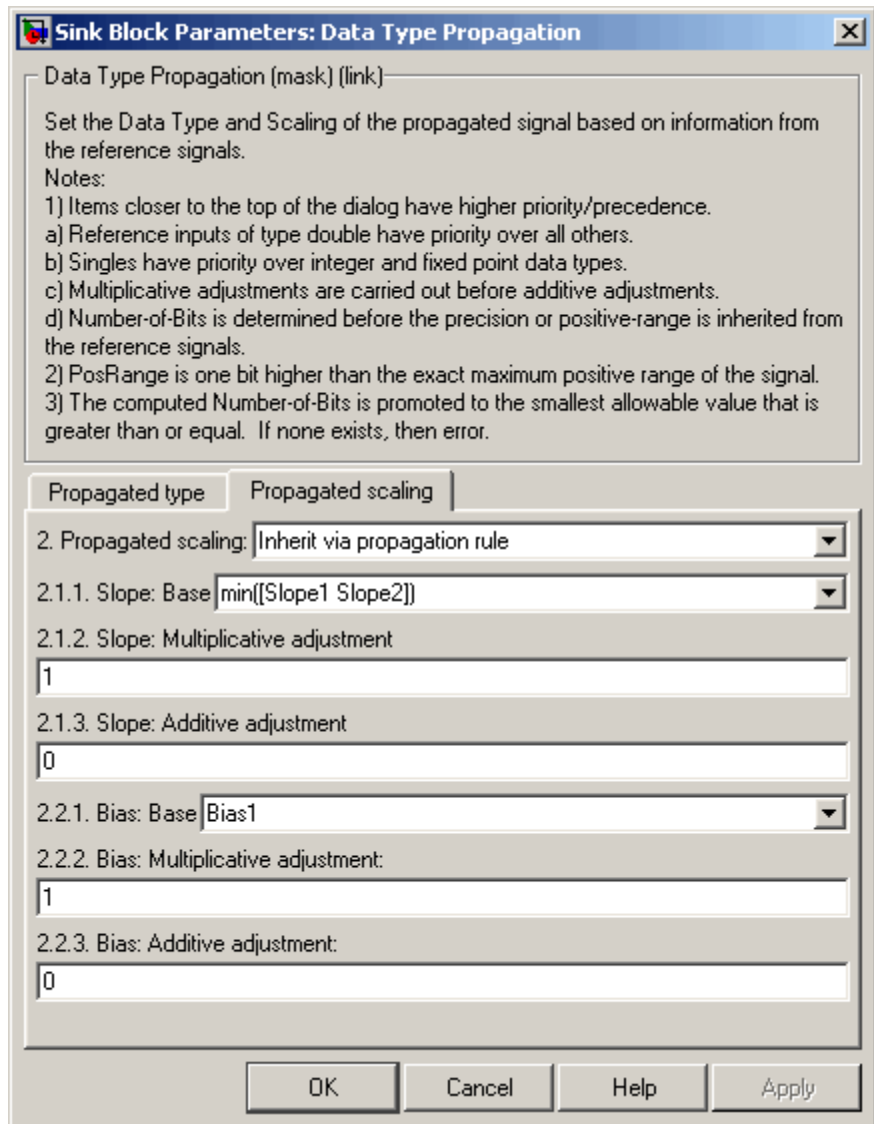 Sink Block Parameters: Data Type Propagation
Data Type Propagation (mask) (link)
Set the Data Type and Scaling of the propagated signal based on information from
the reference signals.
Notes:
1) Items closer to the top of the dialog have higher priority/precedence.
a) Reference inputs of type double have priority over all others.
b) Singles have priority over integer and fixed point data types.
c) Multiplicative adjustments are carried out before additive adjustments.
d) Number-of-Bits is determined before the precision or positive-range is inherited from
the reference signals.
2) PosRange is one bit higher than the exact maximum positive range of the signal.
3) The computed Number-of-Bits is promoted to the smallest allowable value that is
greater than or equal.  If none exists, then error.
Propagated type Propagated scaling
2. Propagated scaling: Inherit via propagation rule
2.1.1. Slope: Base min([Slope1 Slope2])
2.1.2. Slope: Multiplicative adjustment
1
2.1.3. Slope: Additive adjustment
0
2.2.1. Bias: Base Bias1
2.2.2. Bias: Multiplicative adjustment:
1
2.2.3. Bias: Additive adjustment:
0
OK Cancel Help Apply